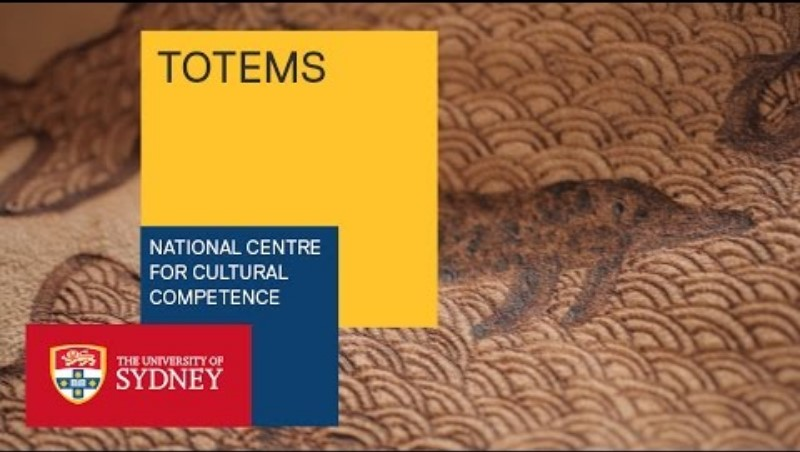 TOTEMS
NATIONAL CENTRE
FOR CULTURAL
COMPETENCE
THE UNIVERSITY OF
SYDNEY